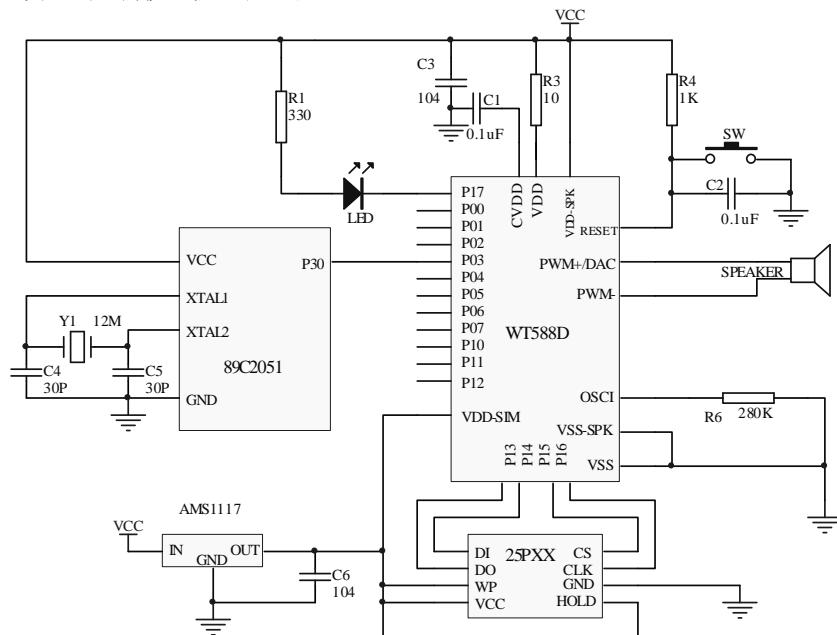 VCC
C3
104
C1
0.1uF
R1
330
R3
10
R4
1K
SW
C2
0.1uF
LED
P17
P00
P01
P02
P03
P04
P05
P06
P07
P10
P11
P12
VDD-SIM
CVDD
VDD
VDD-SPK
RESET
PWM+/DAC
PWM-
WT588D
OSCI
VSS-SPK
VSS
P13
P14
P15
P16
SPEAKER
R6
280K
VCC
P30
XTAL1
XTAL2
89C2051
GND
Y1
12M
C4
30P
C5
30P
AMS1117
VCC
IN
OUT
GND
C6
104
25PXX
DI
DO
WP
VCC
CS
CLK
GND
HOLD